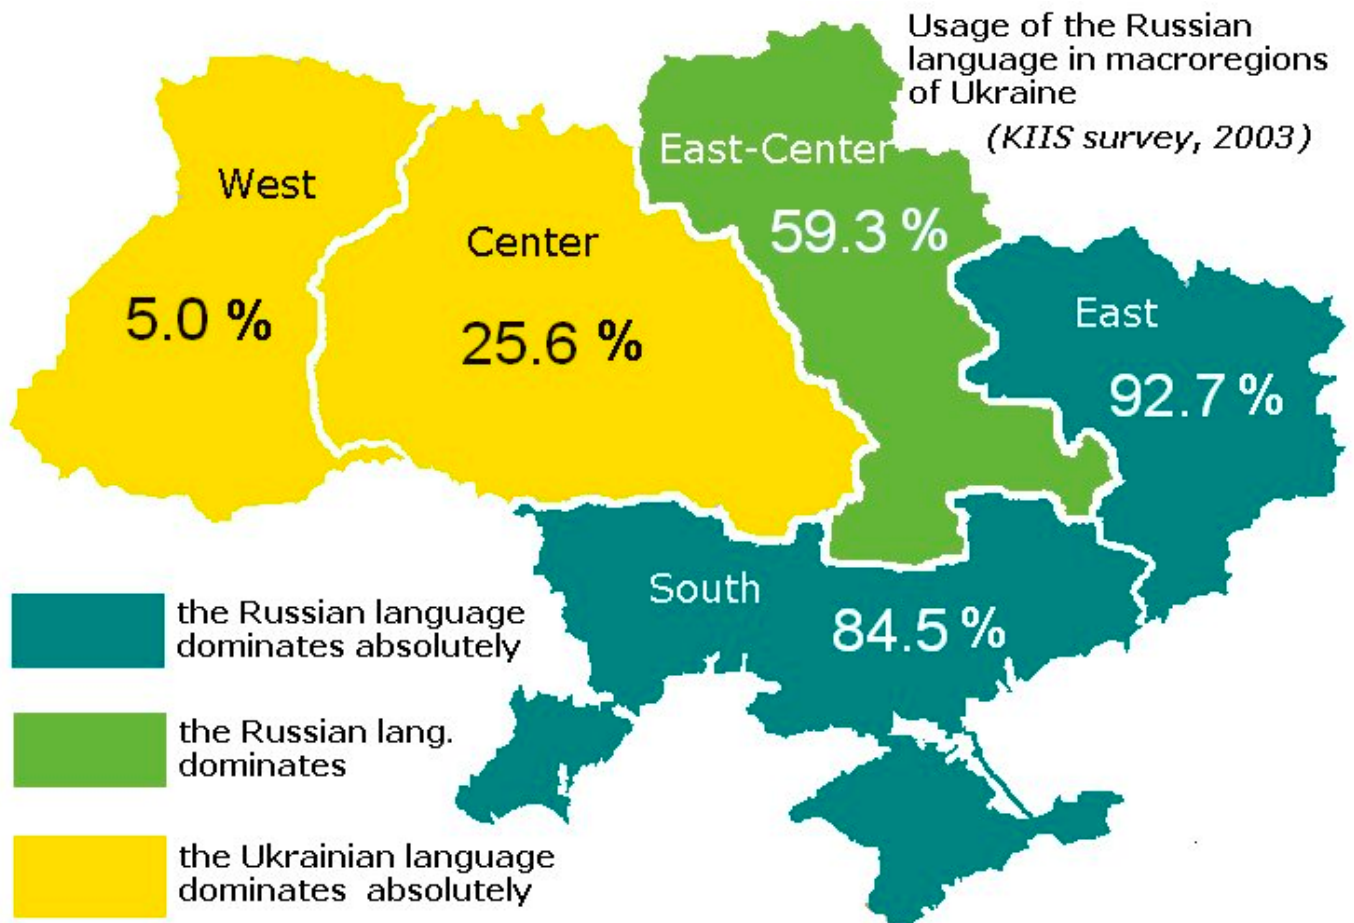 Usage of the Russian
language in macroregions
of Ukraine
(KIIS survey, 2003)
East-Center
59.3 %
West
5.0 %
Center
25.6 %
East
92.7 %
South
84.5 %
the Russian language
dominates absolutely
the Russian lang.
dominates
the Ukrainian language
dominates absolutely